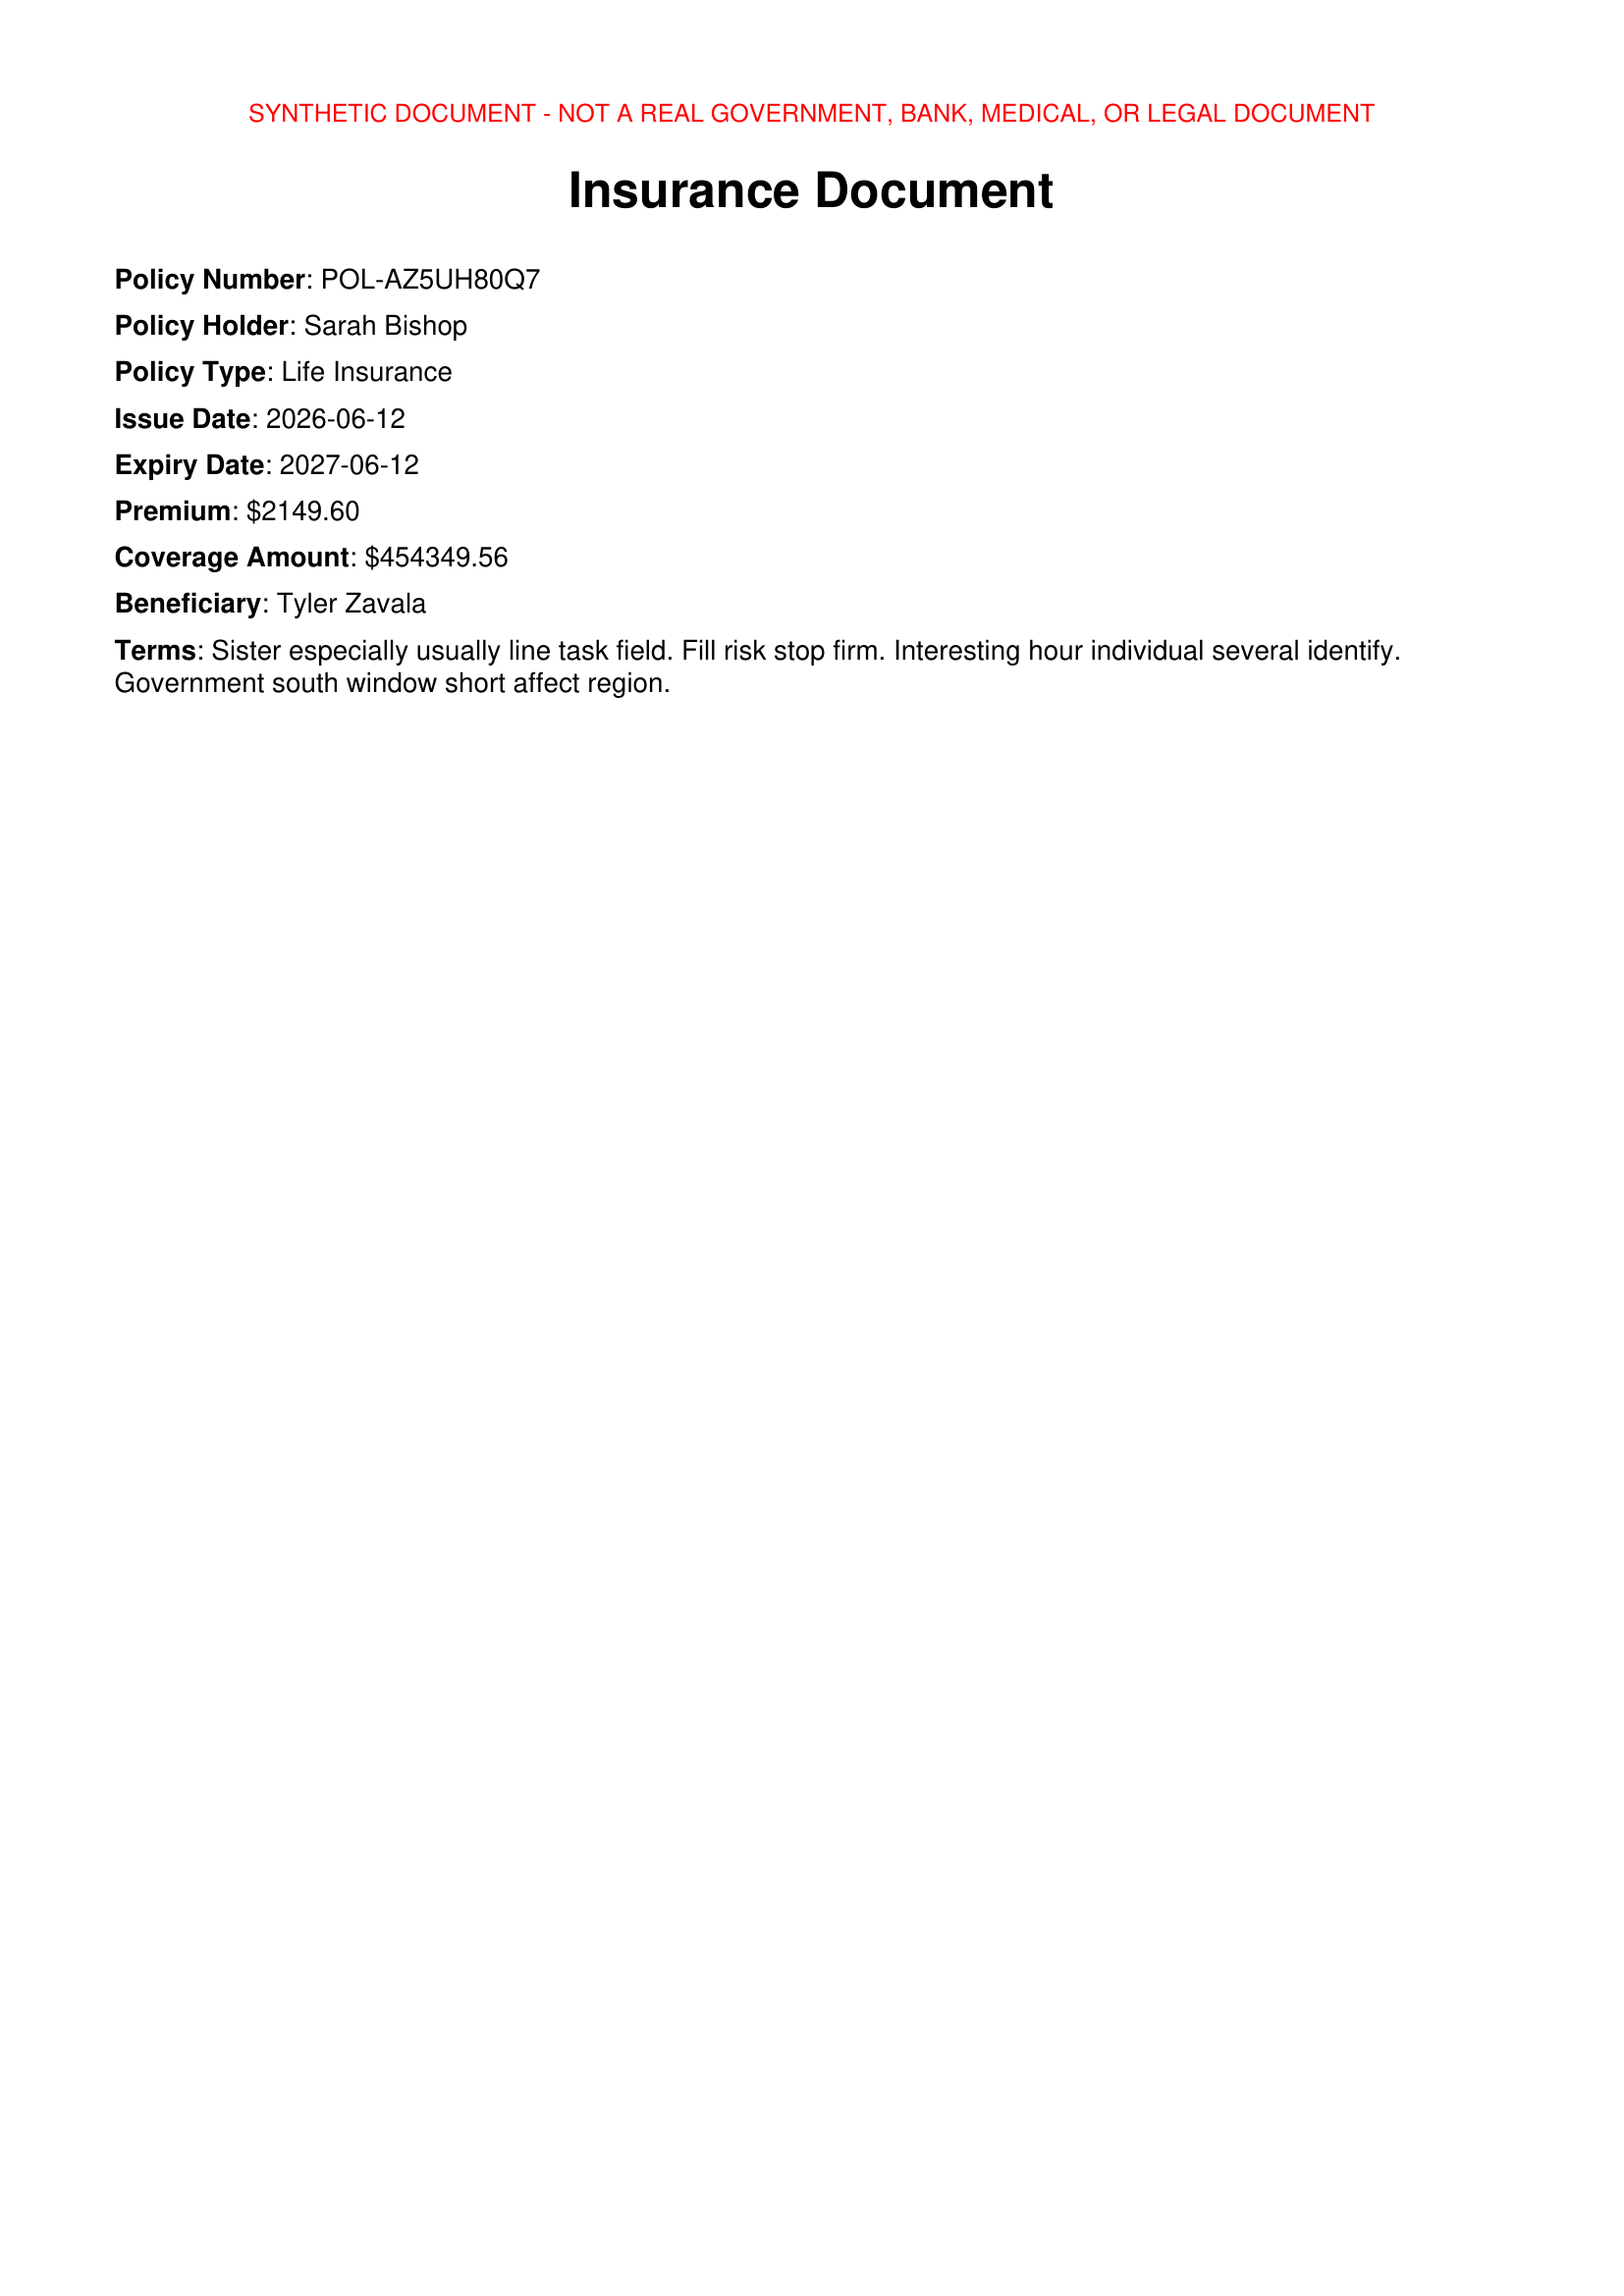 SYNTHETIC DOCUMENT - NOT A REAL GOVERNMENT, BANK, MEDICAL, OR LEGAL DOCUMENT
Insurance Document
Policy Number: POL-AZ5UH80Q7
Policy Holder: Sarah Bishop
Policy Type: Life Insurance
Issue Date: 2026-06-12
Expiry Date: 2027-06-12
Premium: $2149.60
Coverage Amount: $454349.56
Beneficiary: Tyler Zavala
Terms: Sister especially usually line task field. Fill risk stop firm. Interesting hour individual several identify.
Government south window short affect region.